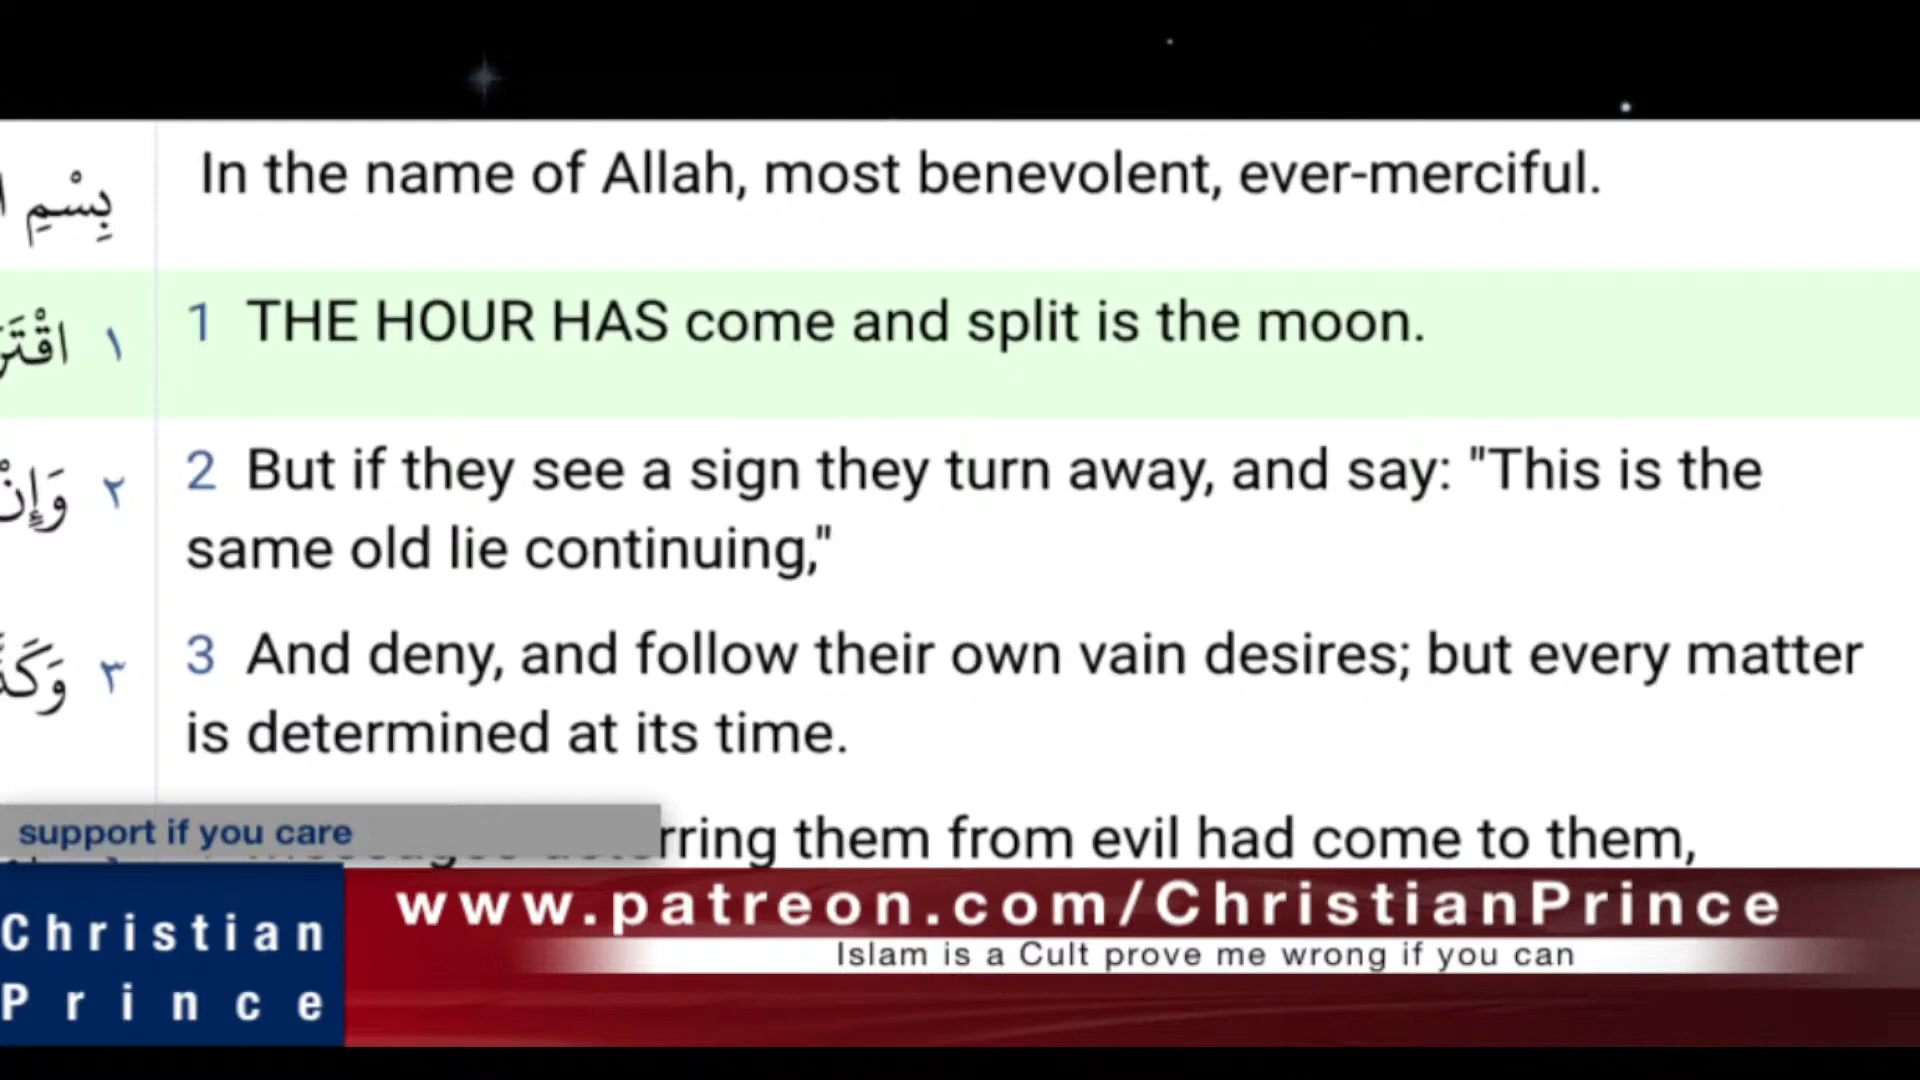 In the name of Allah, most benevolent, ever-merciful.
بِسْمِ
1 THE HOUR HAS come and split is the moon.
١
2 But if they see a sign they turn away, and say: "This is the
same old lie continuing,"
٢ وَإِنْ
3 And deny, and follow their own vain desires; but every matter
is determined at its time.
٣
them from evil had come to them,
support if you care
Christian
Prince
www.patreon.com/ChristianPrince
Islam is a Cult prove me wrong if you can